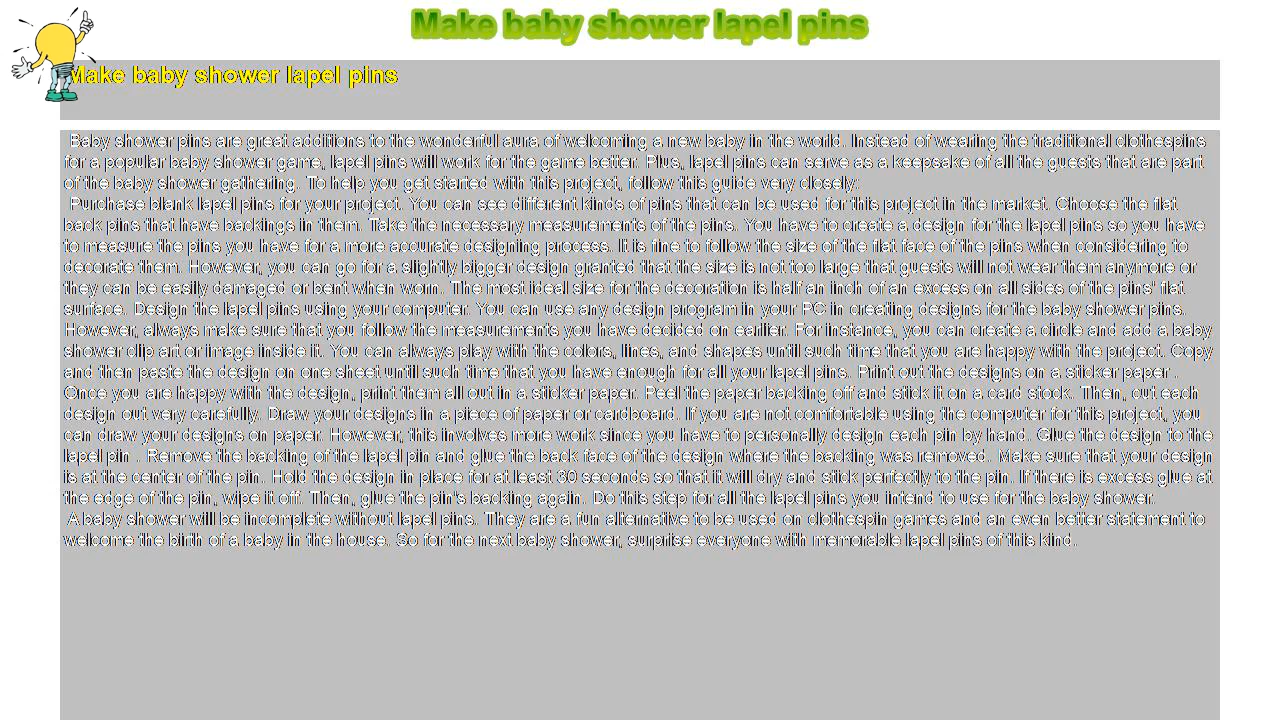 Make baby shower lapel pins
Make baby shower lapel pins
Baby shower pins are great additions to the wonderful aura of welcoming a new baby in the world. Instead of wearing the traditional clothespins
for a popular baby shower game, lapel pins will work for the game better. Plus, lapel pins can serve as a keepsake of all the guests that are part
of the baby shower gathering. To help you get started with this project, follow this guide very closely:
Purchase blank lapel pins for your project. You can see different kinds of pins that can be used for this project in the market. Choose the flat
back pins that have backings in them. Take the necessary measurements of the pins. You have to create a design for the lapel pins so you have
to measure the pins you have for a more accurate designing process. It is fine to follow the size of the flat face of the pins when considering to
decorate them. However, you can go for a slightly bigger design granted that the size is not too large that guests will not wear them anymore or
they can be easily damaged or bent when worn. The most ideal size for the decoration is half an inch of an excess on all sides of the pins' flat
surface. Design the lapel pins using your computer. You can use any design program in your PC in creating designs for the baby shower pins.
However, always make sure that you follow the measurements you have decided on earlier. For instance, you can create a circle and add a baby
shower clip art or image inside it. You can always play with the colors, lines, and shapes until such time that you are happy with the project. Copy
and then paste the design on one sheet until such time that you have enough for all your lapel pins. Print out the designs on a sticker paper .
Once you are happy with the design, print them all out in a sticker paper. Peel the paper backing off and stick it on a card stock. Then, cut each
design out very carefully. Draw your designs in a piece of paper or cardboard. If you are not comfortable using the computer for this project, you
can draw your designs on paper. However, this involves more work since you have to personally design each pin by hand. Glue the design to the
lapel pin . Remove the backing of the lapel pin and glue the back face of the design where the backing was removed. Make sure that your design
is at the center of the pin. Hold the design in place for at least 30 seconds so that it will dry and stick perfectly to the pin. If there is excess glue at
the edge of the pin, wipe it off. Then, glue the pin's backing again. Do this step for all the lapel pins you intend to use for the baby shower.
A baby shower will be incomplete without lapel pins. They are a fun alternative to be used on clothespin games and an even better statement to
welcome the birth of a baby in the house. So for the next baby shower, surprise everyone with memorable lapel pins of this kind.